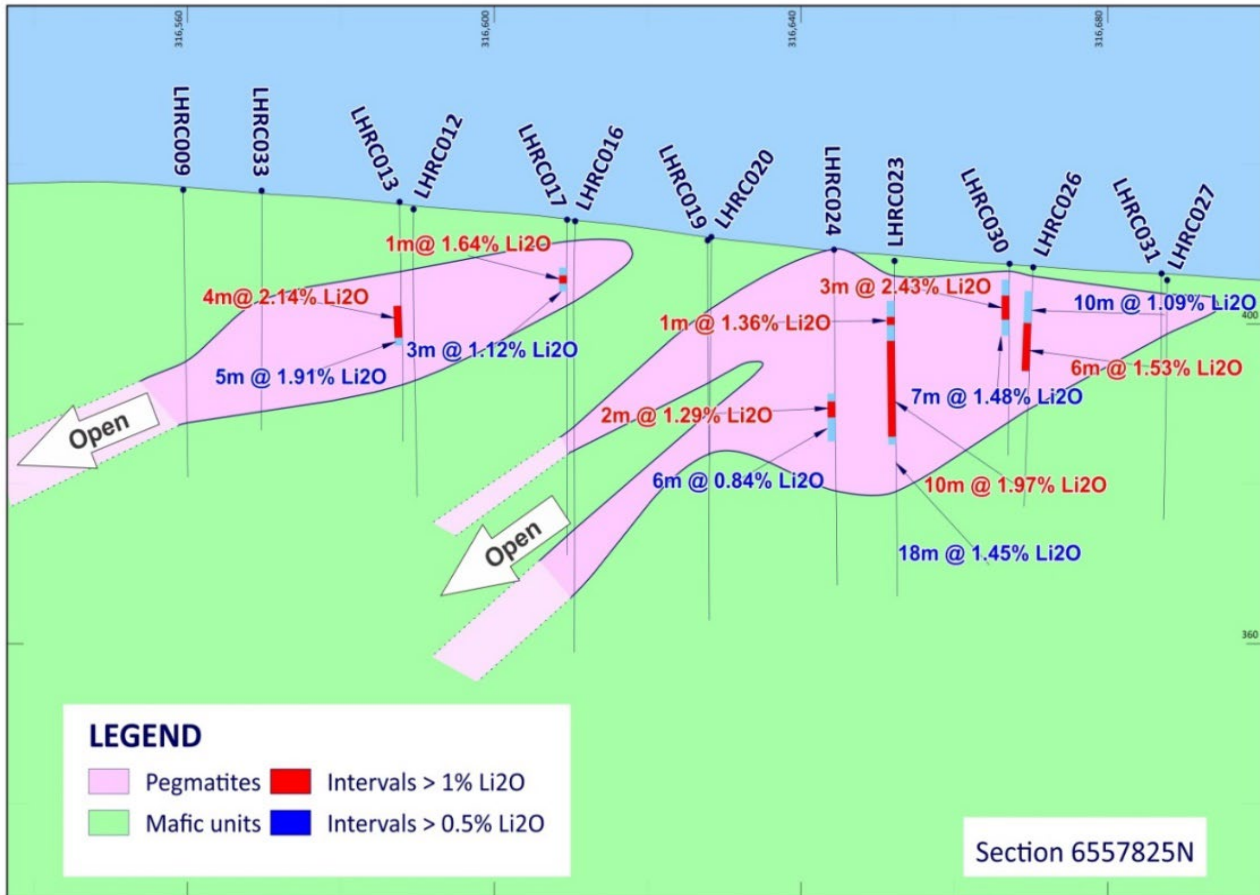 316,560
316,600
316,640
316,680
LHRC009
LHRC033
LHRC013
LHRC012
LHRC017
LHRC016
LHRC019
LHRC020
LHRC024
LHRC023
LHRC030
LHRC026
LHRC031
LHRC027
1m@ 1.64% Li2O
4m@ 2.14% Li2O
3m @ 1.12% Li2O
5m @ 1.91% Li2O
3m @ 2.43% Li2O
10m @ 1.09% Li2O
1m @ 1.36% Li2O
400
6m @ 1.53% Li2O
7m @ 1.48% Li2O
2m @ 1.29% Li2O
6m @ 0.84% Li2O
10m @ 1.97% Li2O
18m @ 1.45% Li2O
Open
Open
360
LEGEND
Pegmatites
Intervals > 1% Li2O
Mafic units
Intervals > 0.5% Li2O
Section 6557825N